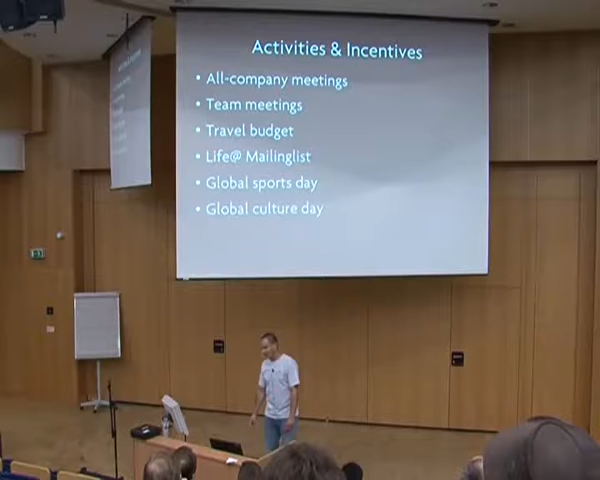 Activities & Incentives
• All-company meetings
• Team meetings
• Travel budget
• Life@ Mailinglist
• Global sports day
• Global culture day